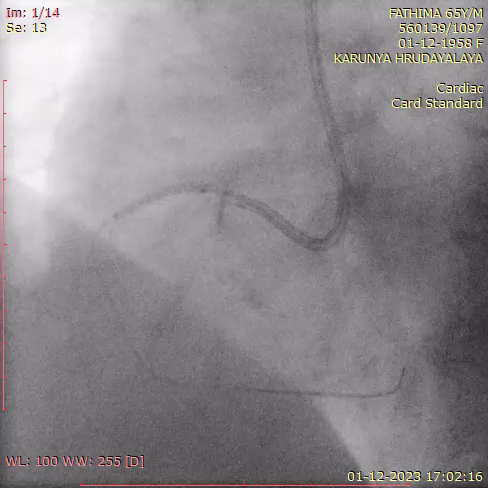 Im: 1/14
Se: 13
FATHIMA 65Y/M
560139/1097
01-12-1958 F
KARUNYA HRUDAYALAYA
Cardiac
Card Standard
WL: 100 WW: 255 [D]
01-12-2023 17:02:16